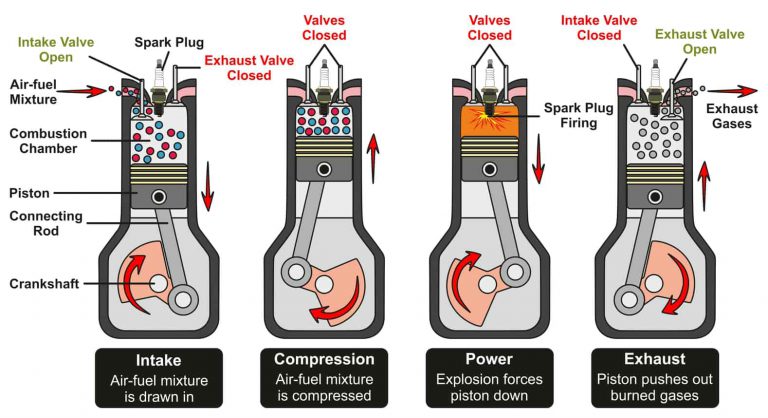 Intake Valve
Open
Spark Plug
Exhaust Valve
Closed
Air-fuel
Mixture
Combustion
Chamber
Piston
Connecting
Rod
Crankshaft
Valves
Closed
Valves
Closed
Spark Plug
Firing
Intake Valve
Closed
Exhaust Valve
Open
Exhaust
Gases
Intake
Air-fuel mixture
is drawn in
Compression
Air-fuel mixture
is compressed
Power
Explosion forces
piston down
Exhaust
Piston pushes out
burned gases